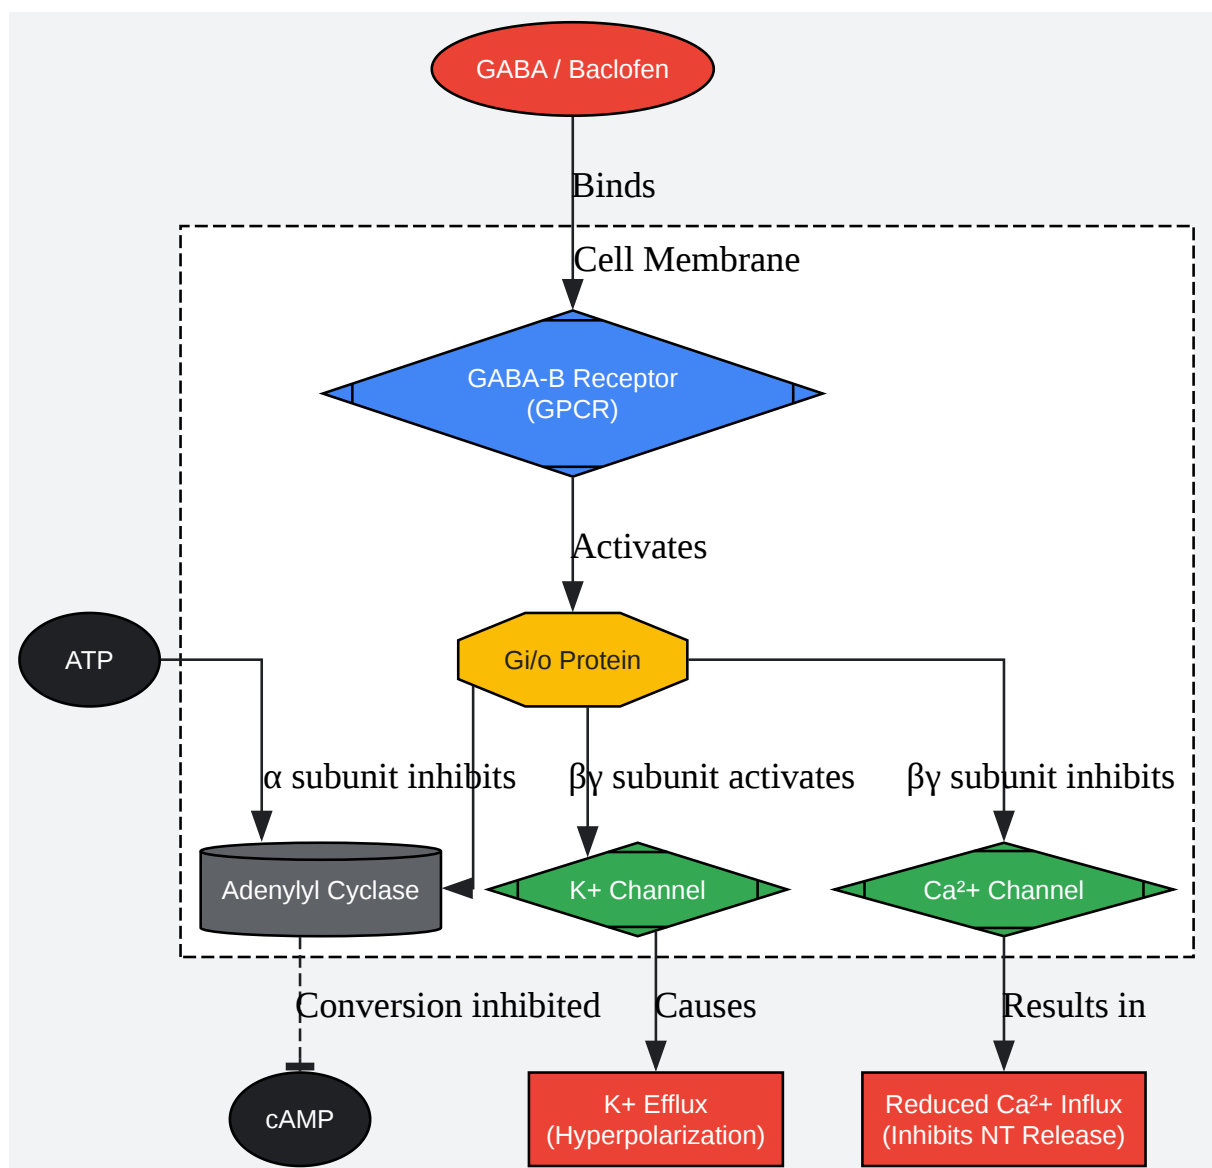 GABA / Baclofen
Binds
Cell Membrane
GABA-B Receptor
(GPCR)
Activates
ATP
Gi/o Protein
α subunit inhibits
βγ subunit activates
βγ subunit inhibits
Adenylyl Cyclase
K+ Channel
Ca²+ Channel
Conversion inhibited
Causes
Results in
cAMP
K+ Efflux
(Hyperpolarization)
Reduced Ca²+ Influx
(Inhibits NT Release)